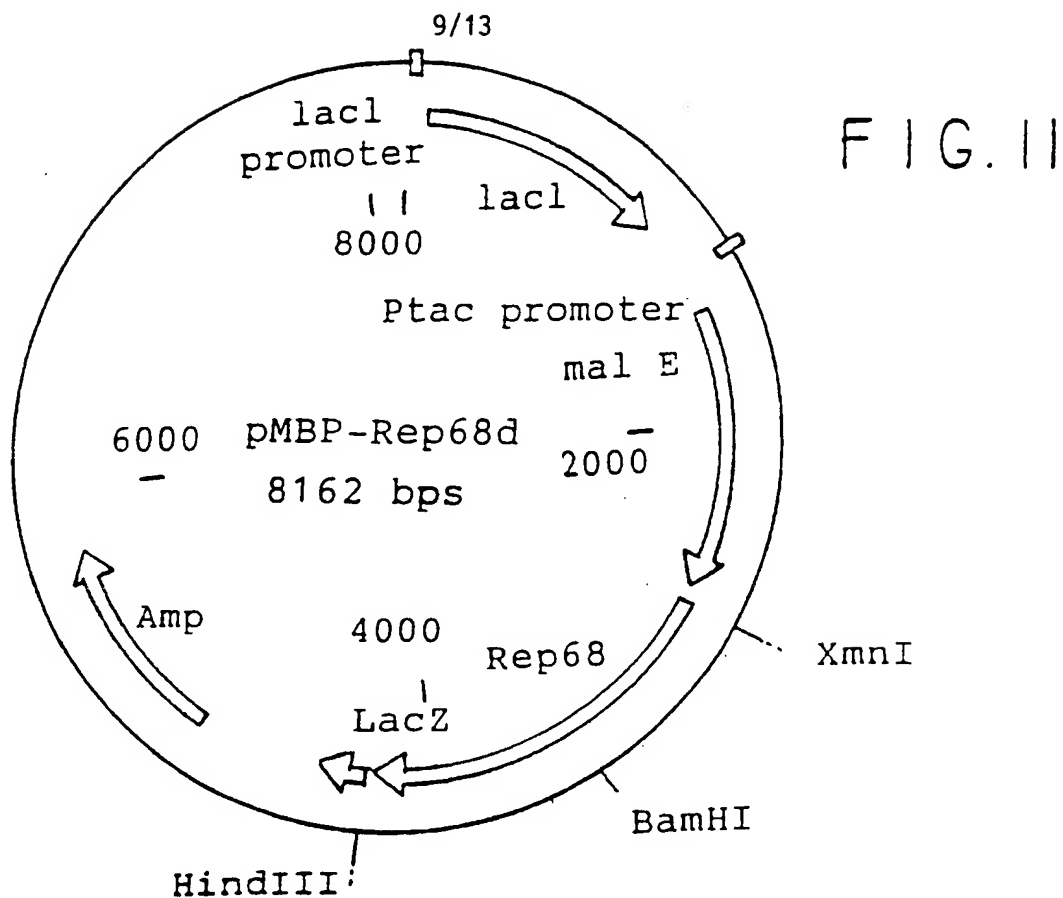 9/13
FIG.11
lacl
promoter
lacl
8000
Ptac promoter
mal E
6000
pMBP-Rep68d
2000
8162 bps
Amp
4000
Rep68
XmnI
LacZ
BamHI
HindIII